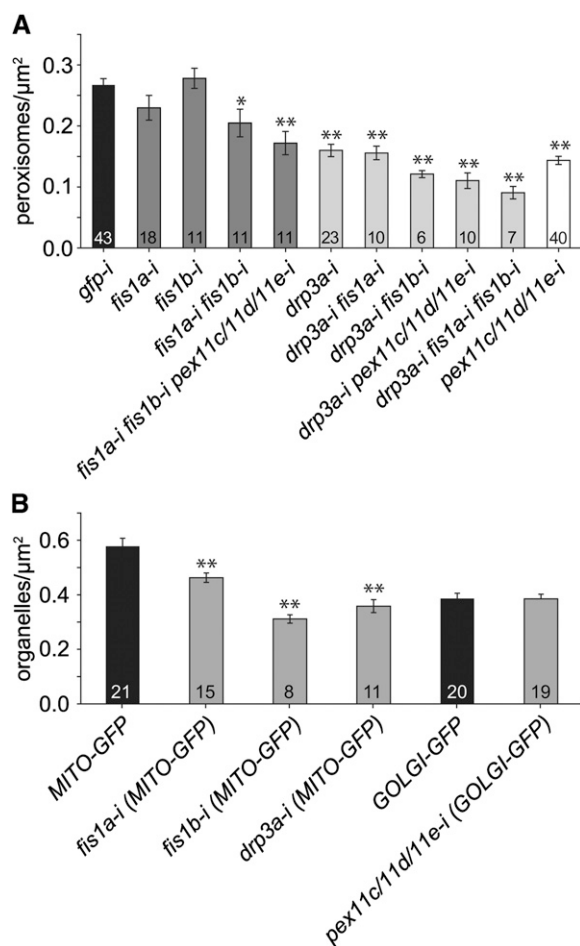 A
peroxisomes/µm²
0.3
0.2
0.1
0.0
* ** ** ** ** ** ** **
43 18 11 11 11 23 10 6 10 7 40
gfp-i
fis1a-i
fis1b-i
fis1a-i fis1b-i
fis1a-i fis1b-i pex11c/11d/11e-i
drp3a-i
drp3a-i fis1a-i
drp3a-i fis1b-i
drp3a-i pex11c/11d/11e-i
drp3a-i fis1a-i fis1b-i
pex11c/11d/11e-i
B
organelles/µm²
0.6
0.4
0.2
0.0
** ** **
21 15 8 11 20 19
MITO-GFP
fis1a-i (MITO-GFP)
fis1b-i (MITO-GFP)
drp3a-i (MITO-GFP)
GOLGI-GFP
pex11c/11d/11e-i (GOLGI-GFP)